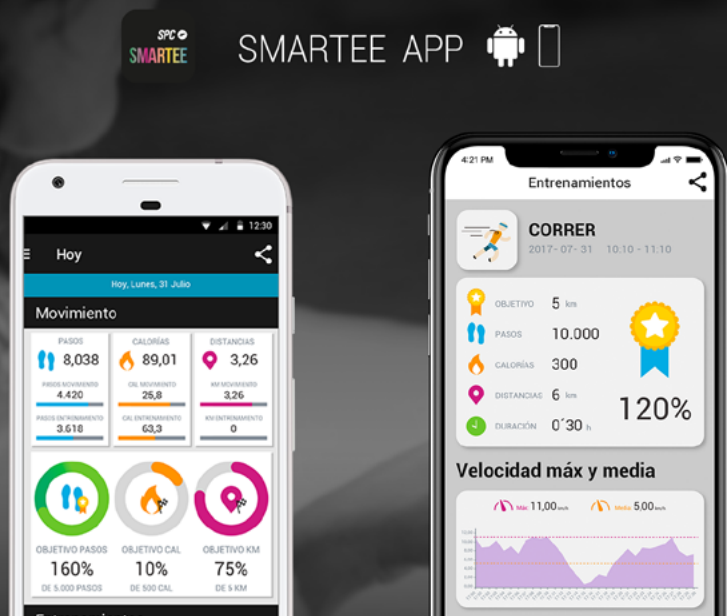 SPC
SMARTEE
SMARTEE APP
12:30
Hoy
Hoy, Lunes, 31 Julio
Movimiento
PASOS CALORÍAS DISTANCIAS
8,038 89,01 3,26
PASOS MOVIMIENTO CAL MOVIMIENTO KM MOVIMIENTO
4.420 25,8 3,26
PASOS ENTRENAMIENTO CAL ENTRENAMIENTO KM ENTRENAMIENTO
3.618 63,3 0
OBJETIVO PASOS OBJETIVO CAL OBJETIVO KM
160% 10% 75%
DE 5.000 PASOS DE 500 CAL DE 5 KM
4:21 PM
Entrenamientos
CORRER
2017-07-31 10.10 - 11.10
OBJETIVO 5 km
PASOS 10.000
CALORÍAS 300
DISTANCIAS 6 km
DURACIÓN 0´30 h
120%
Velocidad máx y media
Máx: 11,00 Media: 5,00